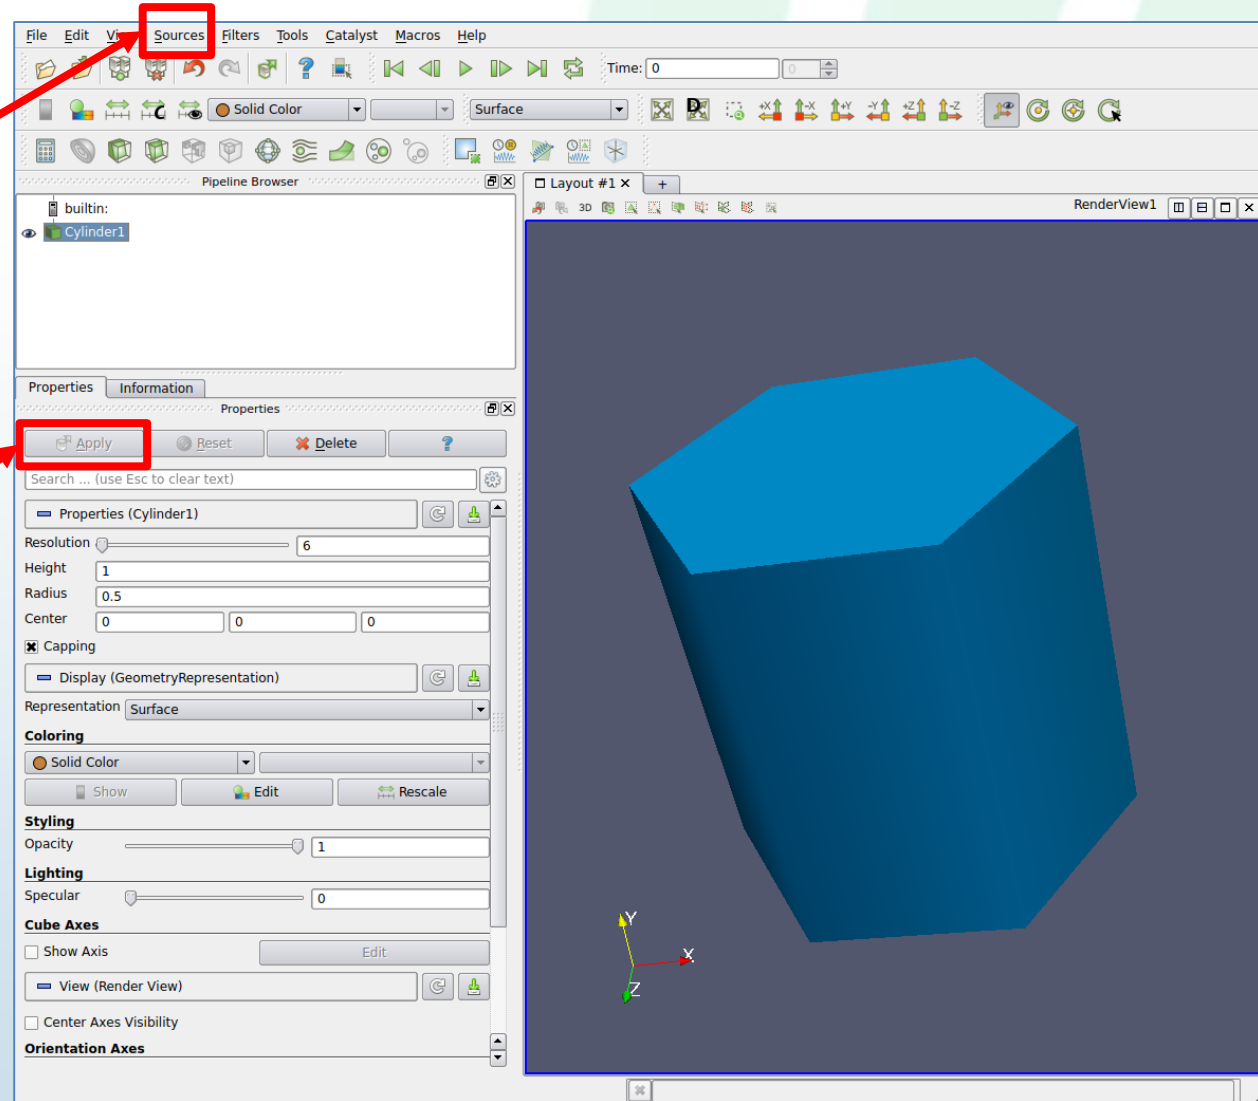 File Edit View Sources Filters Tools Catalyst Macros Help
Time: 0 0
Solid Color Surface
Pipeline Browser
Layout #1
+
builtin:
3D
RenderView1
Cylinder1
Properties Information
Properties
Apply Reset Delete ?
Search ... (use Esc to clear text)
Properties (Cylinder1)
Resolution 6
Height 1
Radius 0.5
Center 0 0 0
Capping
Display (GeometryRepresentation)
Representation Surface
Coloring
Solid Color
Show Edit Rescale
Styling
Opacity 1
Lighting
Specular 0
Cube Axes
Show Axis Edit
View (Render View)
Center Axes Visibility
Orientation Axes
Y
X
Z